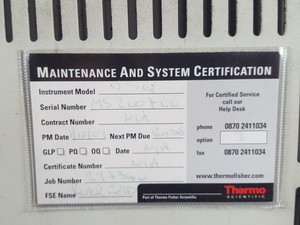 MAINTENANCE AND SYSTEM CERTIFICATION
Instrument Model
Serial Number
Contract Number N/A
PM Date Next PM Due
GLP PQ OQ Date N/A
Certificate Number N/A
Job Number
FSE Name
For Certified Service
call our
Help Desk
phone 0870 2411034
option
fax 0870 2411034
www.thermofisher.com
Part of Thermo Fisher Scientific
Thermo
SCIENTIFIC